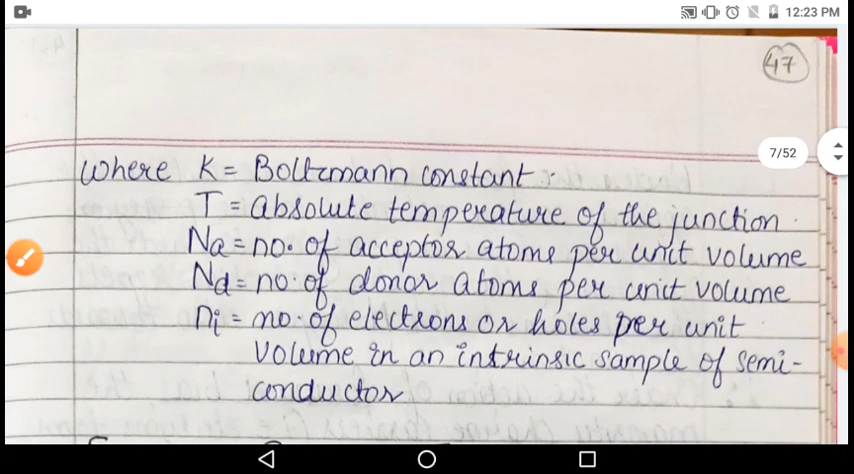 12:23 PM
47
7/52
Where K = Boltzmann constant.
T = absolute temperature of the junction.
Na = no. of acceptor atoms per unit volume
Nd = no. of donor atoms per unit volume
ni = no. of electrons or holes per unit
volume in an intrinsic sample of semi-
conductor